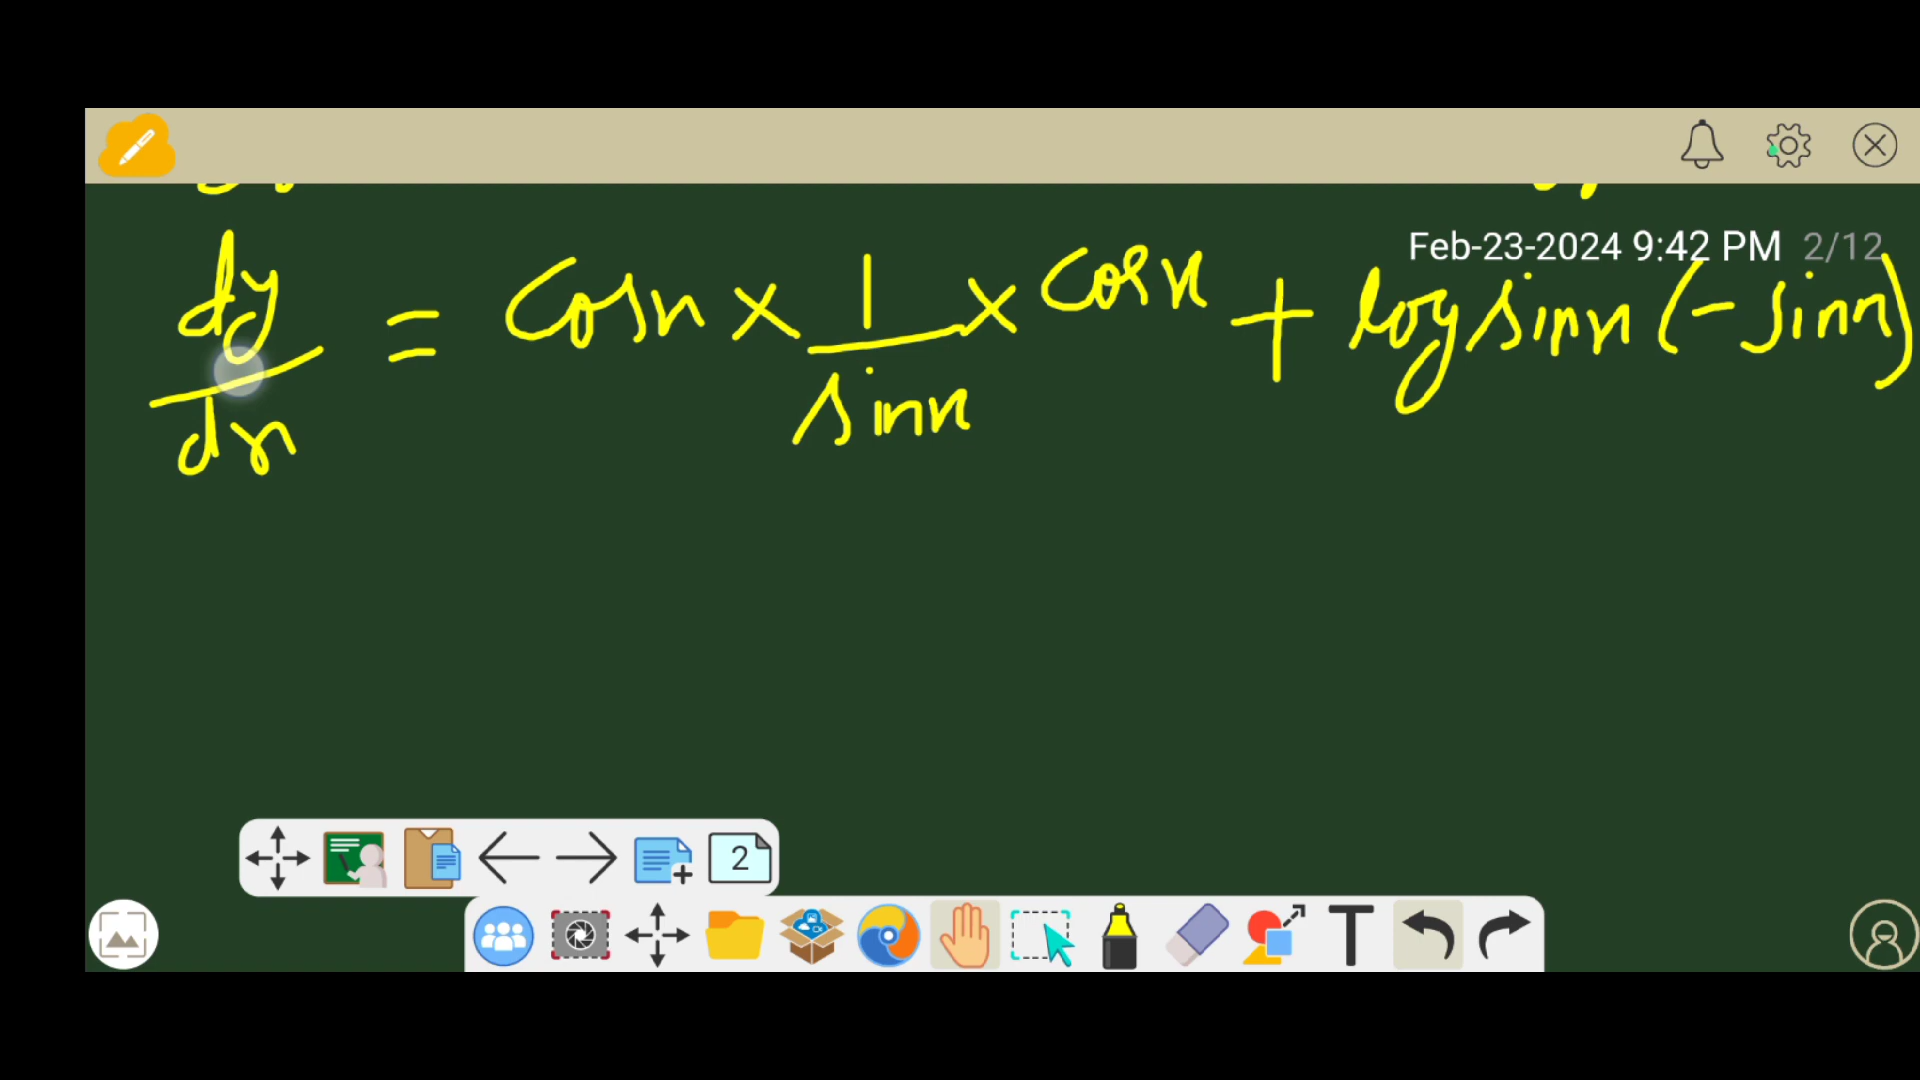 Feb-23-2024 9:42 PM 2/12
dy/dx = cosx × 1/sinx × cosx + log sinx (-sinx)
2
T